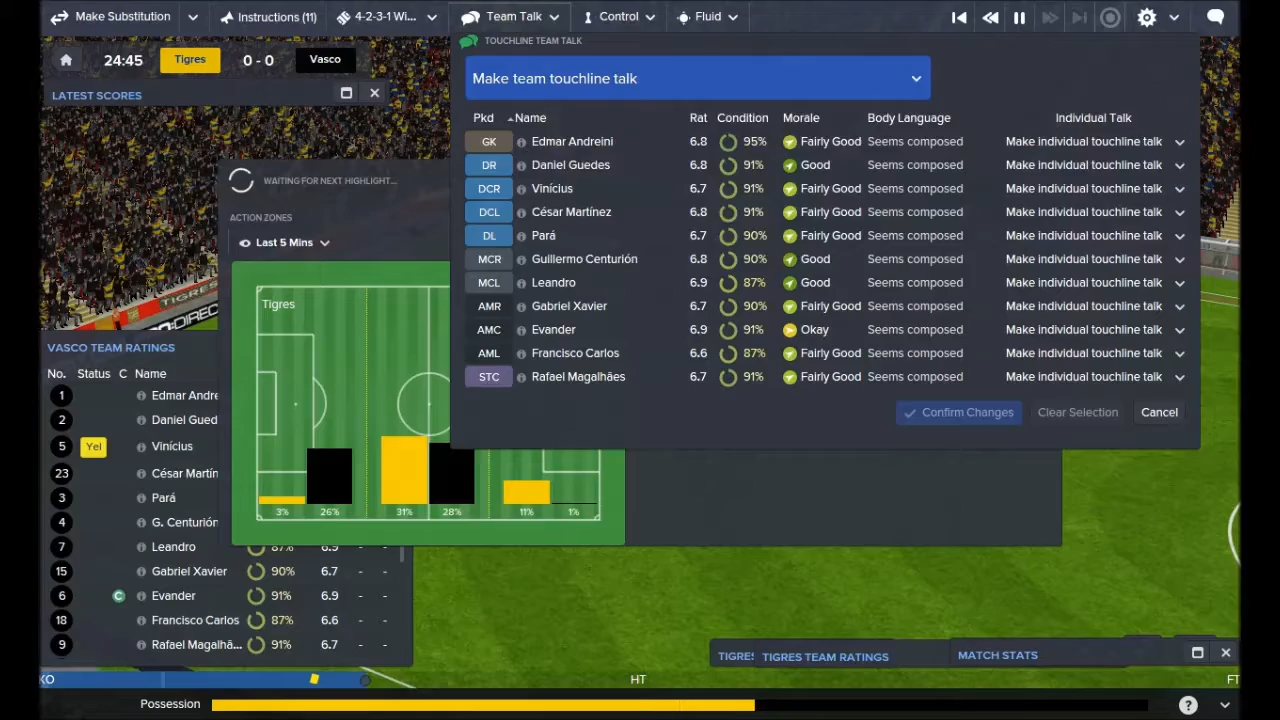 Make Substitution
Instructions (11)
4-2-3-1 Wi...
Team Talk
Control
Fluid
TOUCHLINE TEAM TALK
24:45 Tigres 0 - 0 Vasco
LATEST SCORES
Make team touchline talk
Pkd Name Rat Condition Morale Body Language Individual Talk
GK Edmar Andreini 6.8 95% Fairly Good Seems composed Make individual touchline talk
DR Daniel Guedes 6.8 91% Good Seems composed Make individual touchline talk
DCR Vinícius 6.7 91% Fairly Good Seems composed Make individual touchline talk
DCL César Martínez 6.8 91% Fairly Good Seems composed Make individual touchline talk
DL Pará 6.7 90% Fairly Good Seems composed Make individual touchline talk
MCR Guillermo Centurión 6.8 90% Good Seems composed Make individual touchline talk
MCL Leandro 6.9 87% Good Seems composed Make individual touchline talk
AMR Gabriel Xavier 6.7 90% Fairly Good Seems composed Make individual touchline talk
AMC Evander 6.9 91% Okay Seems composed Make individual touchline talk
AML Francisco Carlos 6.6 87% Fairly Good Seems composed Make individual touchline talk
STC Rafael Magalhães 6.7 91% Fairly Good Seems composed Make individual touchline talk
Confirm Changes Clear Selection Cancel
WAITING FOR NEXT HIGHLIGHT...
ACTION ZONES
Last 5 Mins
Tigres
3% 26% 31% 28% 11% 1%
TIGRES
DIRECT
VASCO TEAM RATINGS
No. Status C Name
1 Edmar Andre
2 Daniel Gued
5 Yel Vinícius
23 César Martín
3 Pará
4 G. Centurión
7 Leandro 87% 6.9 - -
15 Gabriel Xavier 90% 6.7 - -
6 C Evander 91% 6.9 - -
18 Francisco Carlos 87% 6.6 - -
9 Rafael Magalhã... 91% 6.7 - -
TIGRES TIGRES TEAM RATINGS MATCH STATS
KO HT FT
Possession ?